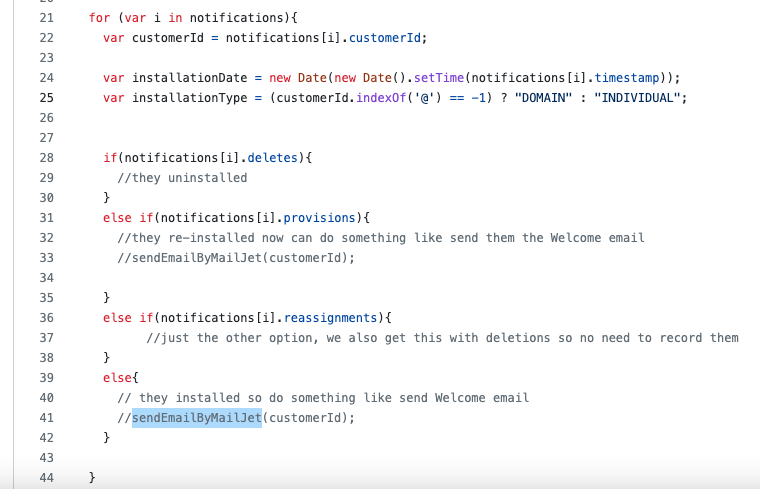 21 for (var i in notifications){
22 var customerId = notifications[i].customerId;
23
24 var installationDate = new Date(new Date().setTime(notifications[i].timestamp));
25 var installationType = (customerId.indexOf('@') == −1) ? "DOMAIN" : "INDIVIDUAL";
26
27
28 if(notifications[i].deletes){
29 //they uninstalled
30 }
31 else if(notifications[i].provisions){
32 //they re−installed now can do something like send them the Welcome email
33 //sendEmailByMailJet(customerId);
34
35 }
36 else if(notifications[i].reassignments){
37 //just the other option, we also get this with deletions so no need to record them
38 }
39 else{
40 // they installed so do something like send Welcome email
41 //sendEmailByMailJet(customerId);
42 }
43
44 }